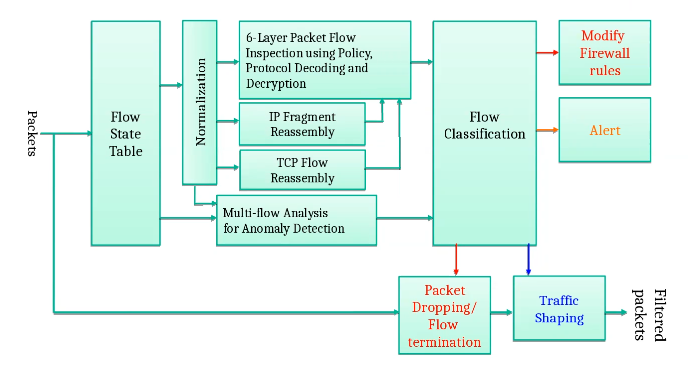 Packets
Flow
State
Table
Normalization
6-Layer Packet Flow
Inspection using Policy,
Protocol Decoding and
Decryption
IP Fragment
Reassembly
TCP Flow
Reassembly
Multi-flow Analysis
for Anomaly Detection
Flow
Classification
Modify
Firewall
rules
Alert
Packet
Dropping/
Flow
termination
Traffic
Shaping
Filtered
packets